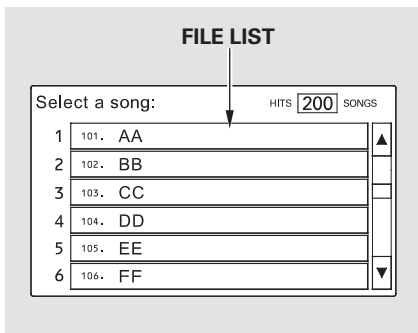 FILE LIST
Select a song: HITS 200 SONGS
1 101. AA
2 102. BB
3 103. CC
4 104. DD
5 105. EE
6 106. FF